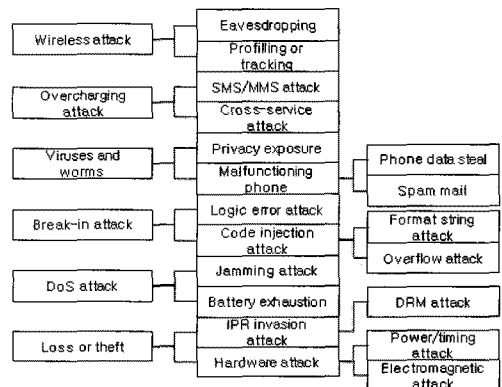 Wireless attack
Eavesdropping
Profilling or
tracking
Overcharging
attack
SMS/MMS attack
Cross-service
attack
Viruses and
worms
Privacy exposure
Malfunctioning
phone
Phone data steal
Spam mail
Break-in attack
Logic error attack
Code injection
attack
Format string
attack
Overflow attack
DoS attack
Jamming attack
Battery exhaustion
Loss or theft
IPR invasion
attack
Hardware attack
DRM attack
Power/timing
attack
Electromagnetic
attack